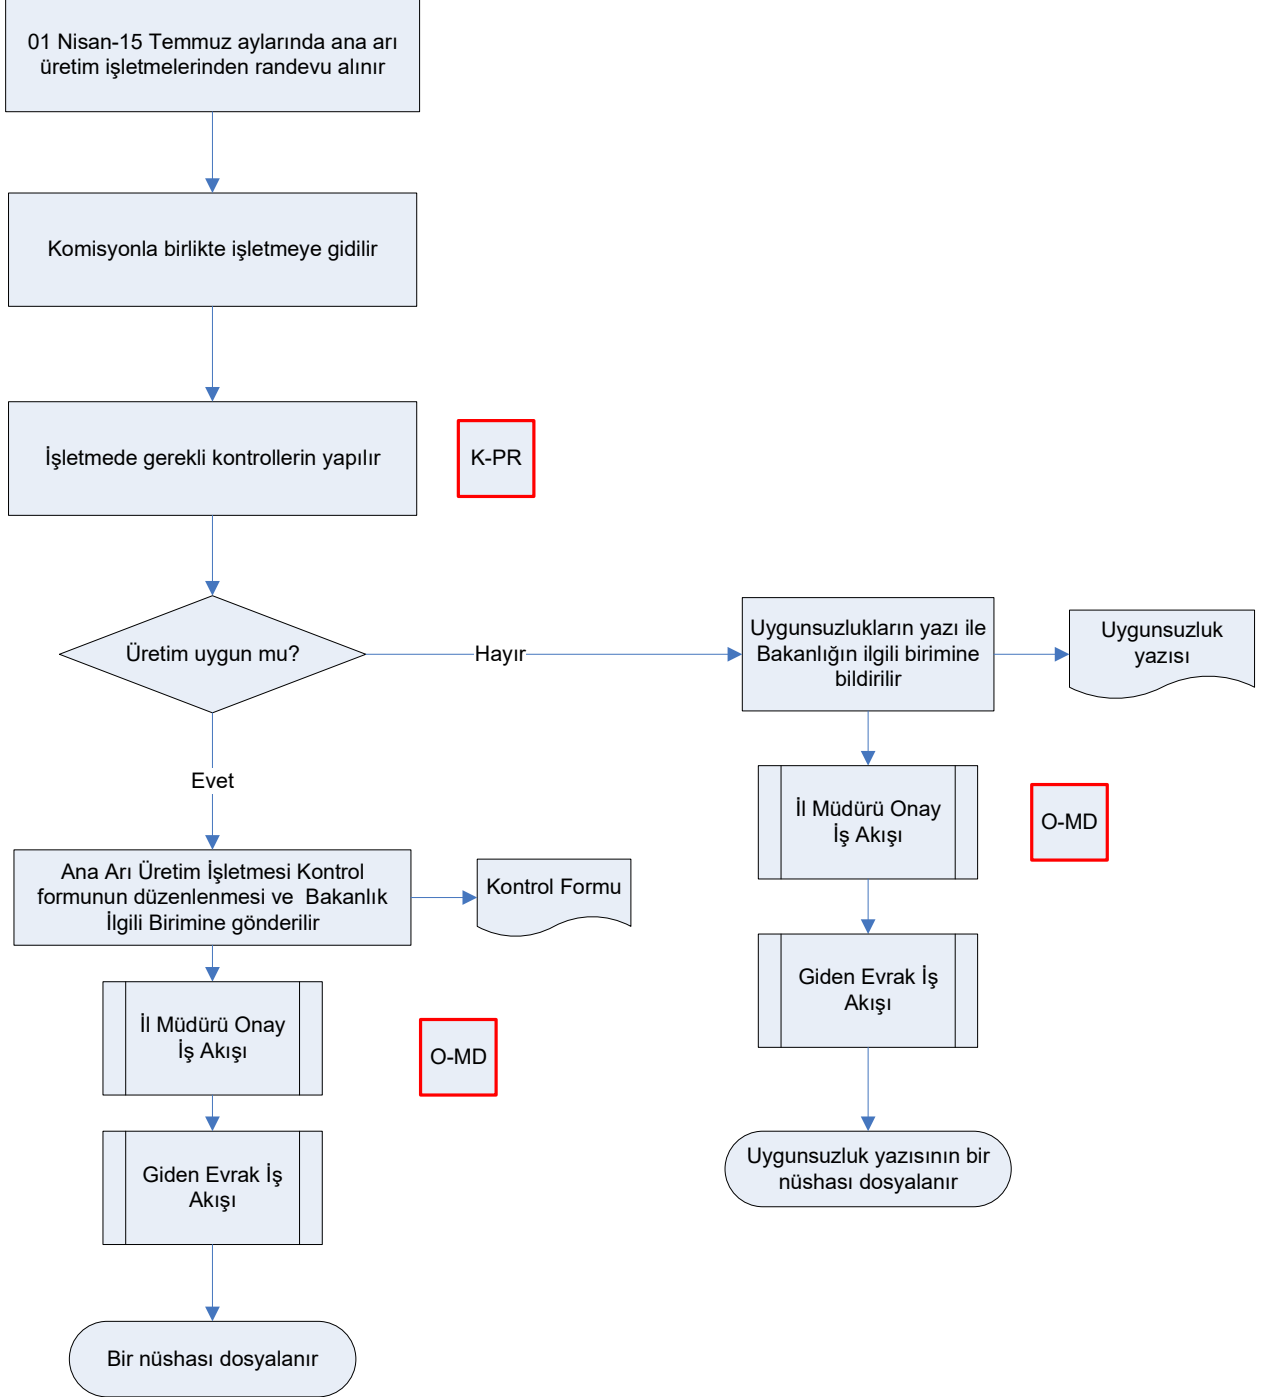 01 Nisan-15 Temmuz aylarında ana arı
üretim işletmelerinden randevu alınır
Komisyonla birlikte işletmeye gidilir
İşletmede gerekli kontrollerin yapılır
K-PR
Üretim uygun mu?
Hayır
Uygunsuzlukların yazı ile
Bakanlığın ilgili birimine
bildirilir
Uygunsuzluk
yazısı
Evet
İl Müdürü Onay
İş Akışı
O-MD
Ana Arı Üretim İşletmesi Kontrol
formunun düzenlenmesi ve  Bakanlık
İlgili Birimine gönderilir
Kontrol Formu
Giden Evrak İş
Akışı
İl Müdürü Onay
İş Akışı
O-MD
Uygunsuzluk yazısının bir
nüshası dosyalanır
Giden Evrak İş
Akışı
Bir nüshası dosyalanır